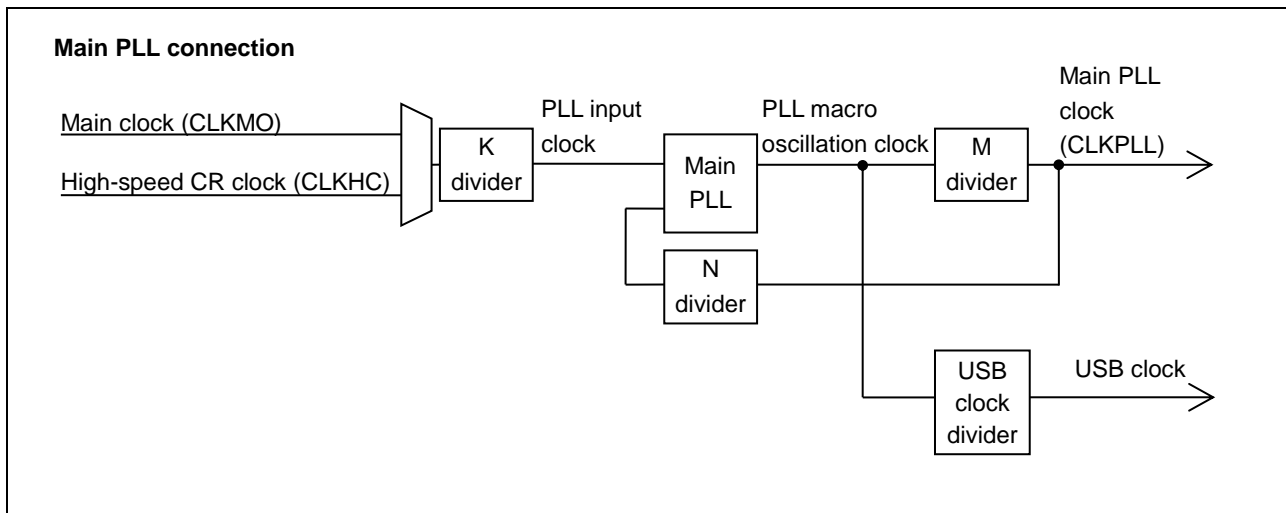 Main PLL connection
Main clock (CLKMO)
High-speed CR clock (CLKHC)
K
divider
PLL input
clock
Main
PLL
N
divider
PLL macro
oscillation clock
M
divider
Main PLL
clock
(CLKPLL)
USB
clock
divider
USB clock